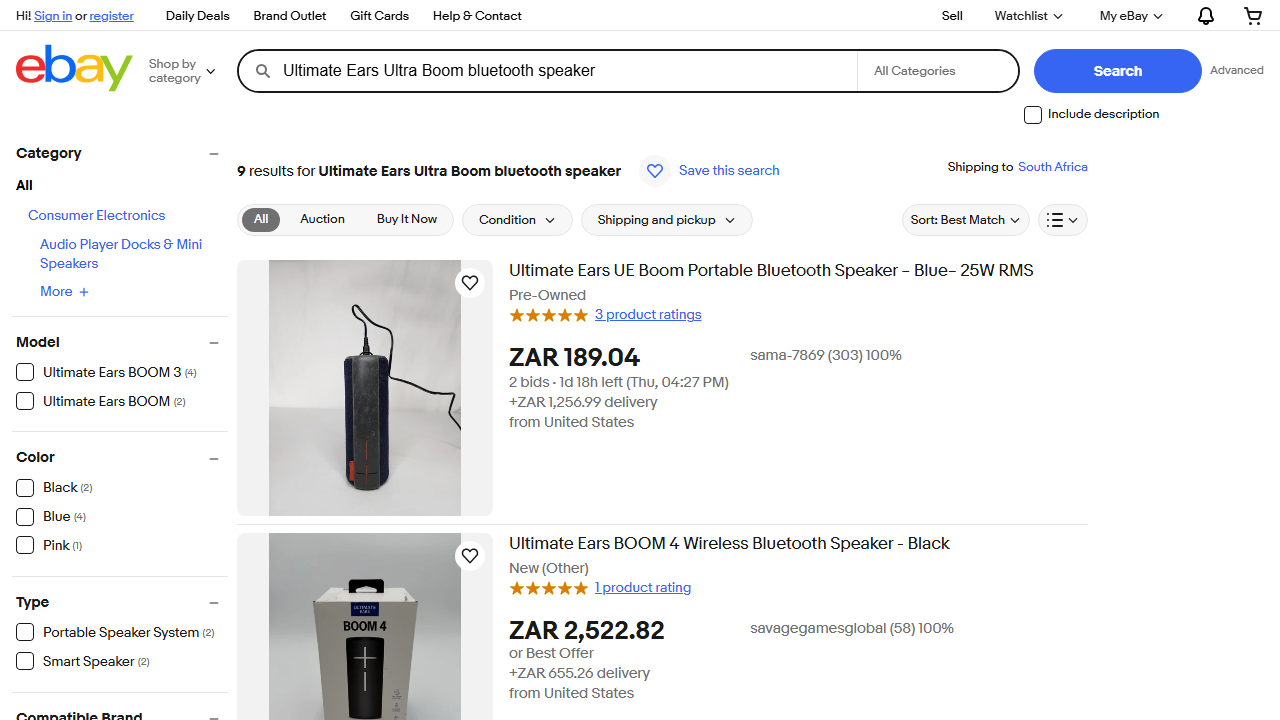 Hi! Sign in or register
Daily Deals
Brand Outlet
Gift Cards
Help & Contact
Sell
Watchlist
My eBay
ebay
Shop by
category
Ultimate Ears Ultra Boom bluetooth speaker
All Categories
Search
Advanced
Include description
Category
All
Consumer Electronics
Audio Player Docks & Mini
Speakers
More
Model
Ultimate Ears BOOM 3 (4)
Ultimate Ears BOOM (2)
Color
Black (2)
Blue (4)
Pink (1)
Type
Portable Speaker System (2)
Smart Speaker (2)
Compatible Brand
9 results for Ultimate Ears Ultra Boom bluetooth speaker
Save this search
Shipping to South Africa
All
Auction
Buy It Now
Condition
Shipping and pickup
Sort: Best Match
Ultimate Ears UE Boom Portable Bluetooth Speaker – Blue– 25W RMS
Pre-Owned
3 product ratings
ZAR 189.04
sama-7869 (303) 100%
2 bids · 1d 18h left (Thu, 04:27 PM)
+ZAR 1,256.99 delivery
from United States
Ultimate Ears BOOM 4 Wireless Bluetooth Speaker - Black
New (Other)
1 product rating
ZAR 2,522.82
savagegamesglobal (58) 100%
or Best Offer
+ZAR 655.26 delivery
from United States
ULTIMATE
EARS
BOOM 4